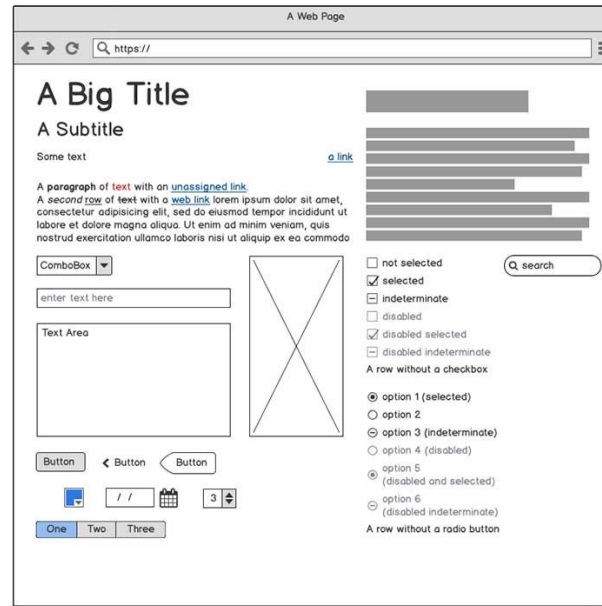 A Web Page
https://
A Big Title
A Subtitle
Some text
a link
A paragraph of text with an unassigned link.
A second row of text with a web link lorem ipsum dolor sit amet,
consectetur adipisicing elit, sed do eiusmod tempor incididunt ut
labore et dolore magna aliqua. Ut enim ad minim veniam, quis
nostrud exercitation ullamco laboris nisi ut aliquip ex ea commodo
ComboBox
enter text here
Text Area
Button
Button
Button
/ /
3
One Two Three
not selected
search
selected
indeterminate
disabled
disabled selected
disabled indeterminate
A row without a checkbox
option 1 (selected)
option 2
option 3 (indeterminate)
option 4 (disabled)
option 5
(disabled and selected)
option 6
(disabled indeterminate)
A row without a radio button